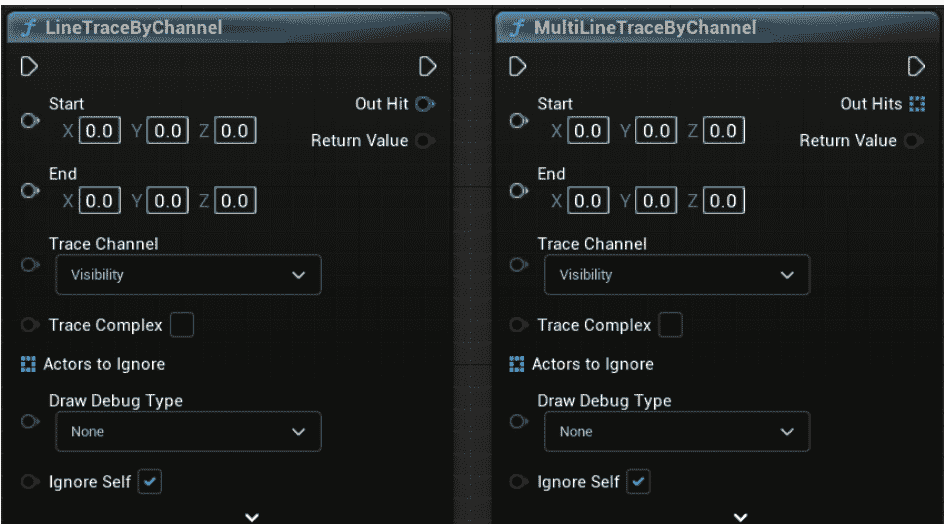 LineTraceByChannel
Start
X 0.0 Y 0.0 Z 0.0
Out Hit
Return Value
End
X 0.0 Y 0.0 Z 0.0
Trace Channel
Visibility
Trace Complex
Actors to Ignore
Draw Debug Type
None
Ignore Self
MultiLineTraceByChannel
Start
X 0.0 Y 0.0 Z 0.0
Out Hits
Return Value
End
X 0.0 Y 0.0 Z 0.0
Trace Channel
Visibility
Trace Complex
Actors to Ignore
Draw Debug Type
None
Ignore Self